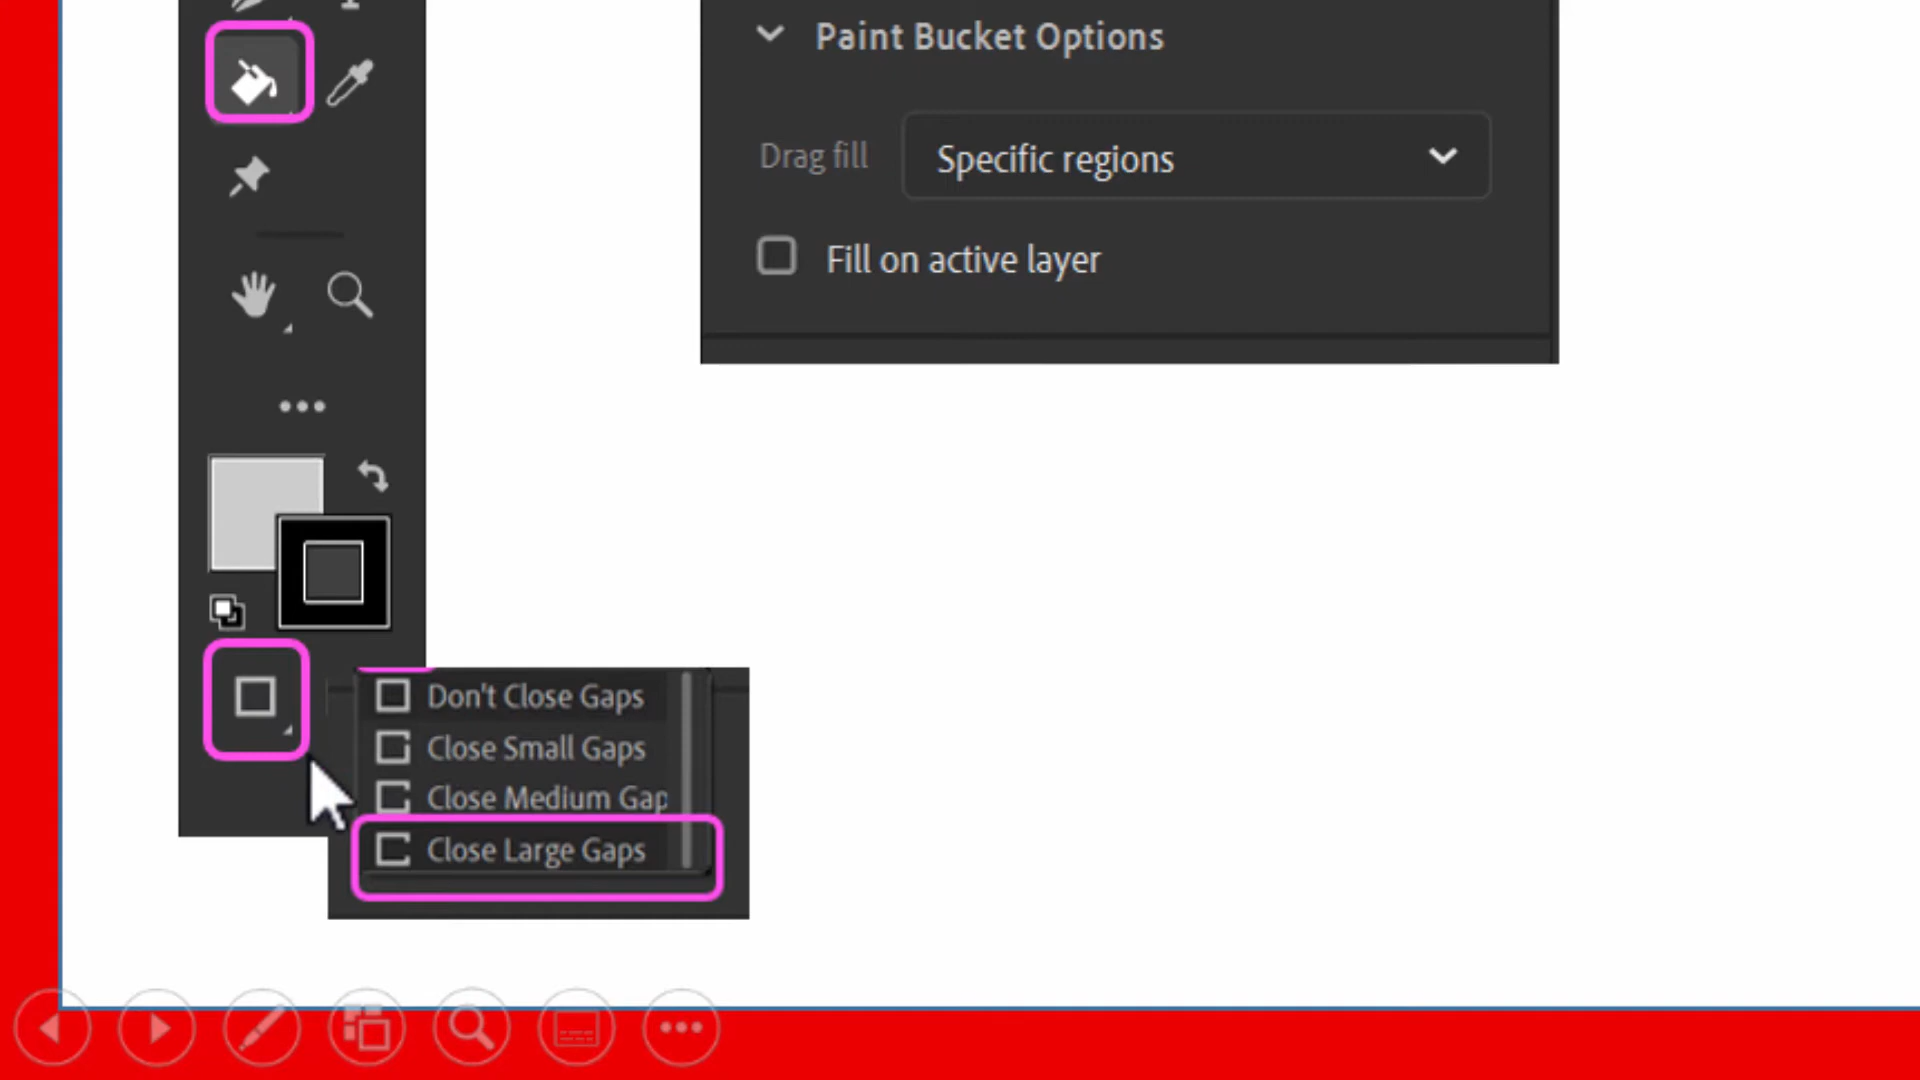 Paint Bucket Options
Drag fill
Specific regions
Fill on active layer
Don't Close Gaps
Close Small Gaps
Close Medium Gap
Close Large Gaps